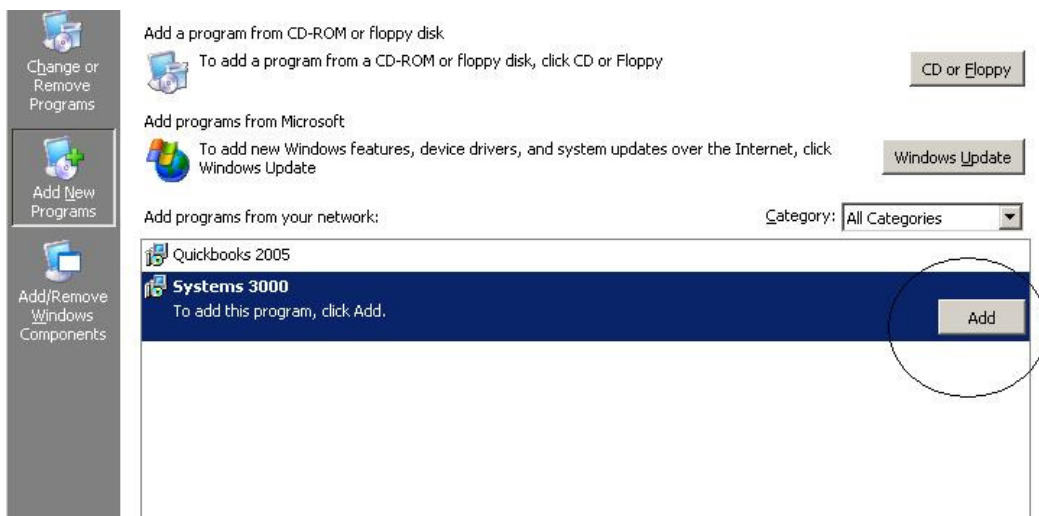 Change or
Remove
Programs
Add New
Programs
Add/Remove
Windows
Components
Add a program from CD-ROM or floppy disk
To add a program from a CD-ROM or floppy disk, click CD or Floppy
CD or Floppy
Add programs from Microsoft
To add new Windows features, device drivers, and system updates over the Internet, click
Windows Update
Windows Update
Add programs from your network:
Category: All Categories
Quickbooks 2005
Systems 3000
To add this program, click Add.
Add